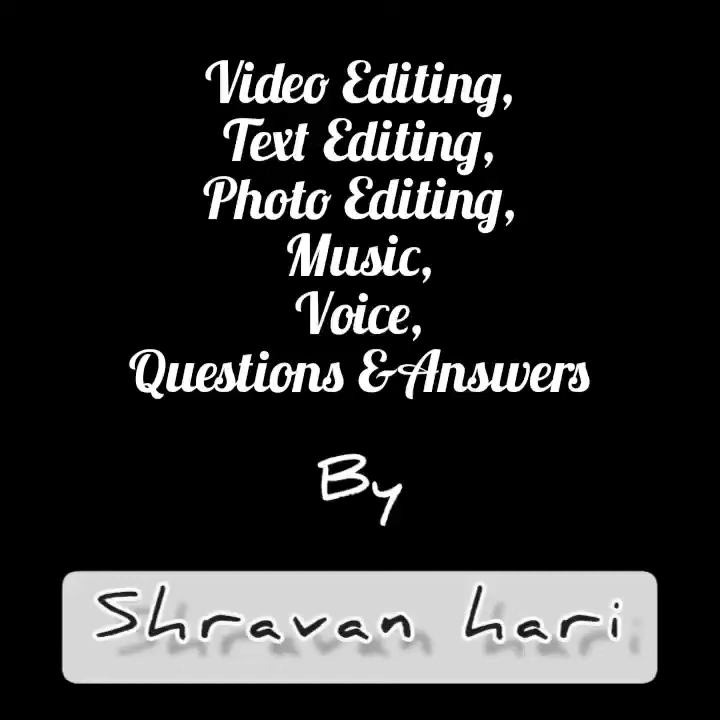 Video Editing,
Text Editing,
Photo Editing,
Music,
Voice,
Questions & Answers
By
Shravan hari